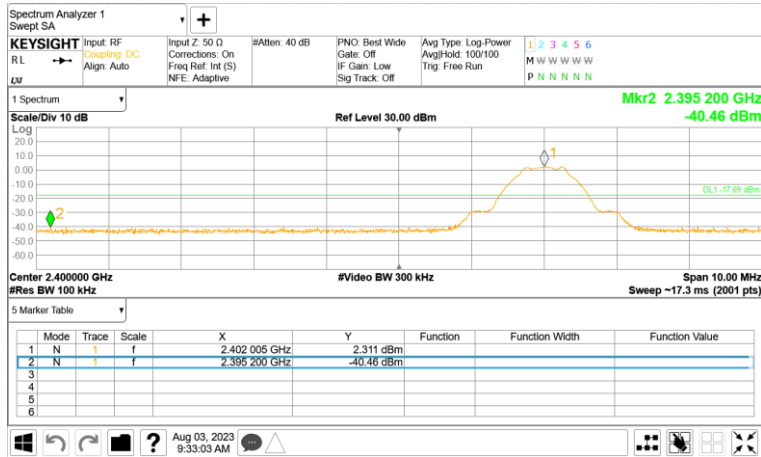 Spectrum Analyzer 1
Swept SA
KEYSIGHT
RL
LXI
Input: RF
Coupling: DC
Align: Auto
Input Z: 50 Ω
Corrections: On
Freq Ref: Int (S)
NFE: Adaptive
#Atten: 40 dB
PNO: Best Wide
Gate: Off
IF Gain: Low
Sig Track: Off
Avg Type: Log-Power
Avg|Hold: 100/100
Trig: Free Run
1 2 3 4 5 6
M W W W W W
P N N N N N
1 Spectrum
Mkr2 2.395 200 GHz
Scale/Div 10 dB Ref Level 30.00 dBm -40.46 dBm
Log
20.0
10.0
0.00
-10.0
-20.0
-30.0
-40.0
-50.0
-60.0
1
2
DL1 -17.69 dBm
Center 2.400000 GHz #Video BW 300 kHz Span 10.00 MHz
#Res BW 100 kHz Sweep ~17.3 ms (2001 pts)
5 Marker Table
Mode Trace Scale X Y Function Function Width Function Value
1 N 1 f 2.402 005 GHz 2.311 dBm
2 N 1 f 2.395 200 GHz -40.46 dBm
3
4
5
6
?
Aug 03, 2023
9:33:03 AM